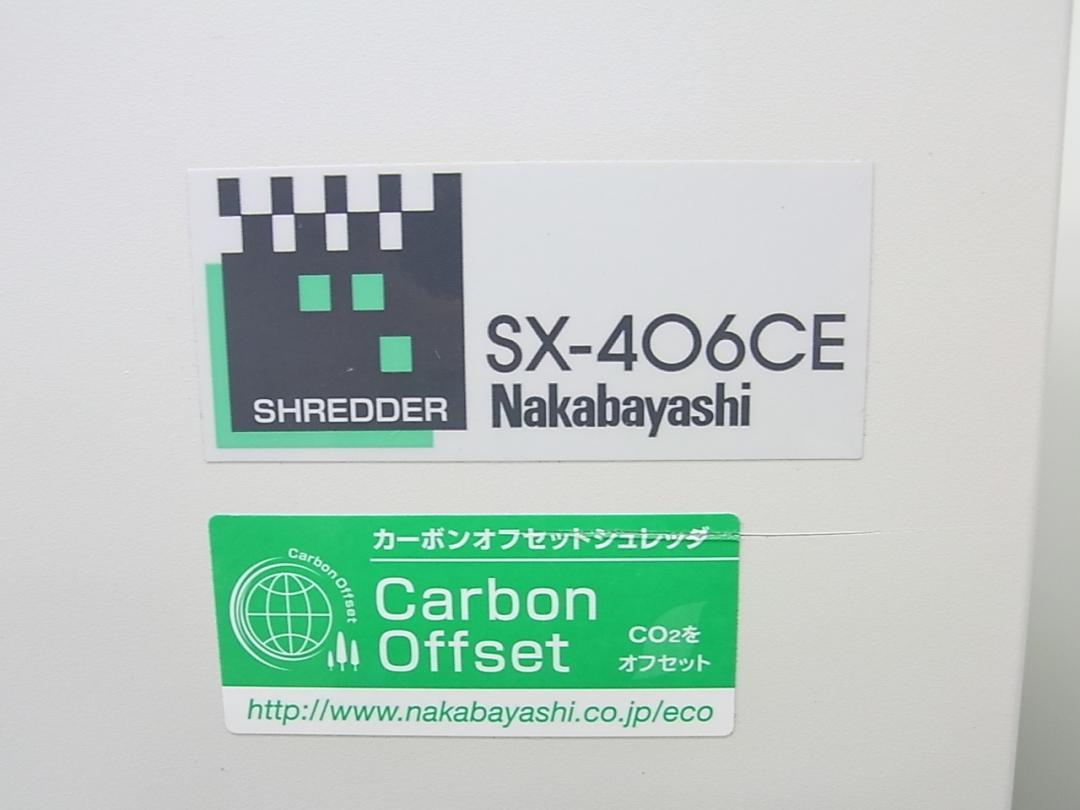 SHREDDER
SX-406CE
Nakabayashi
カーボンオフセットシュレッダ
Carbon Offset
Carbon
Offset
CO2を
オフセット
http://www.nakabayashi.co.jp/eco